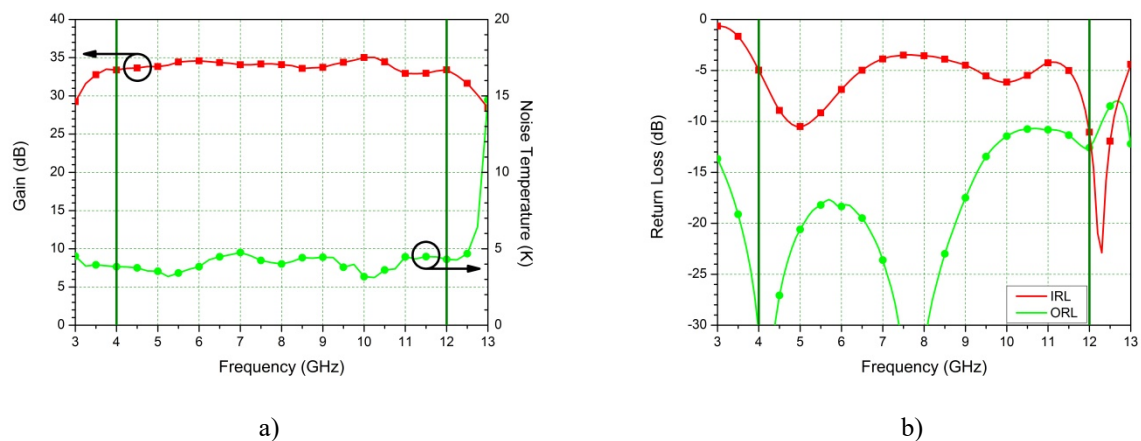 40
35
30
25
20
15
10
5
0
Gain (dB)
20
15
10
5
0
Noise Temperature (K)
3 4 5 6 7 8 9 10 11 12 13
Frequency (GHz)
a)
0
-5
-10
-15
-20
-25
-30
Return Loss (dB)
IRL
ORL
3 4 5 6 7 8 9 10 11 12 13
Frequency (GHz)
b)